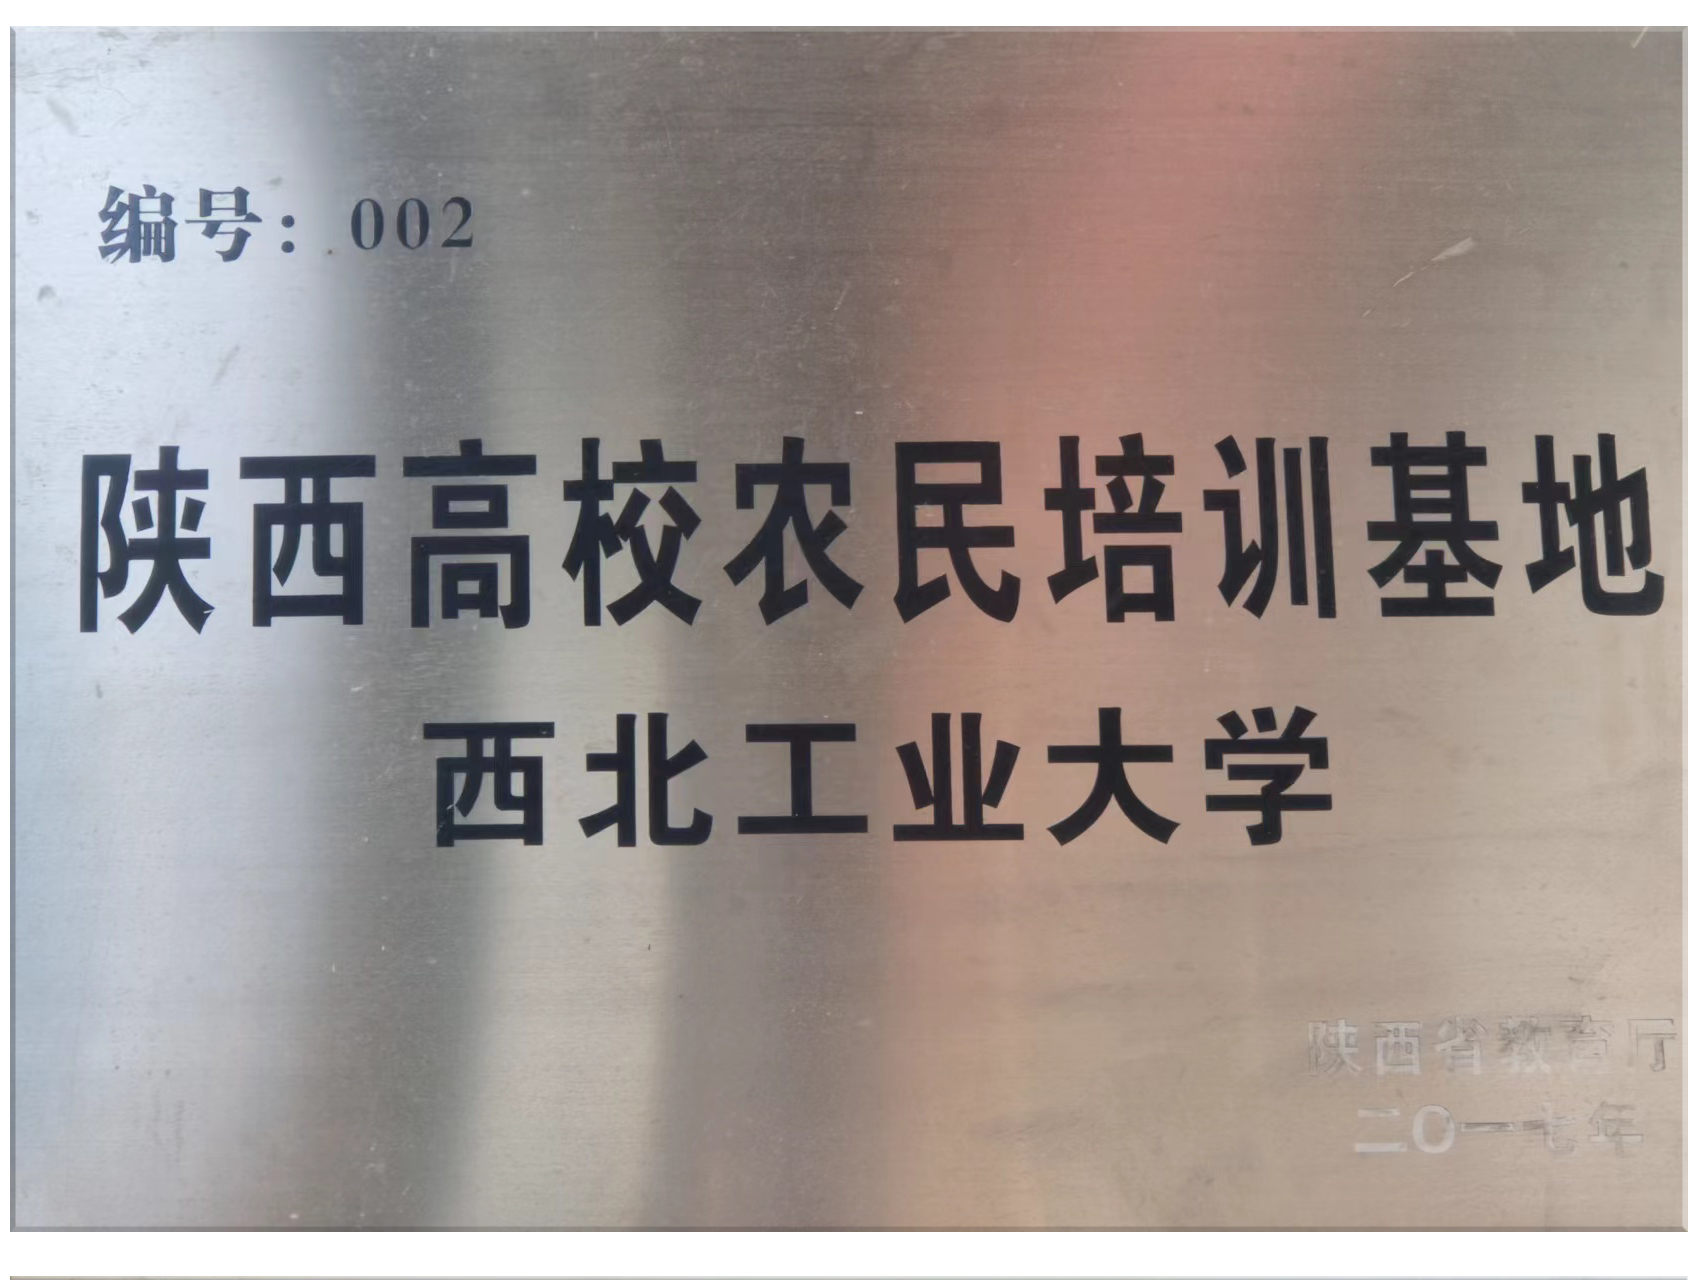 编号：002
陕西高校农民培训基地
西北工业大学
陕西省教育厅
二〇一七年